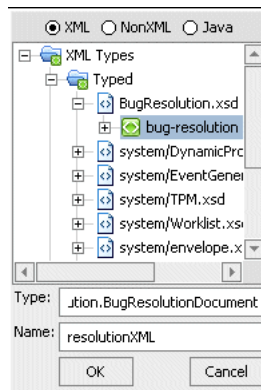 XML NonXML Java
XML Types
Typed
BugResolution.xsd
bug-resolution
system/DynamicPrc
system/EventGener
system/TPM.xsd
system/Worklist.xs
system/envelope.x
Type: ution.BugResolutionDocument
Name: resolutionXML
OK Cancel